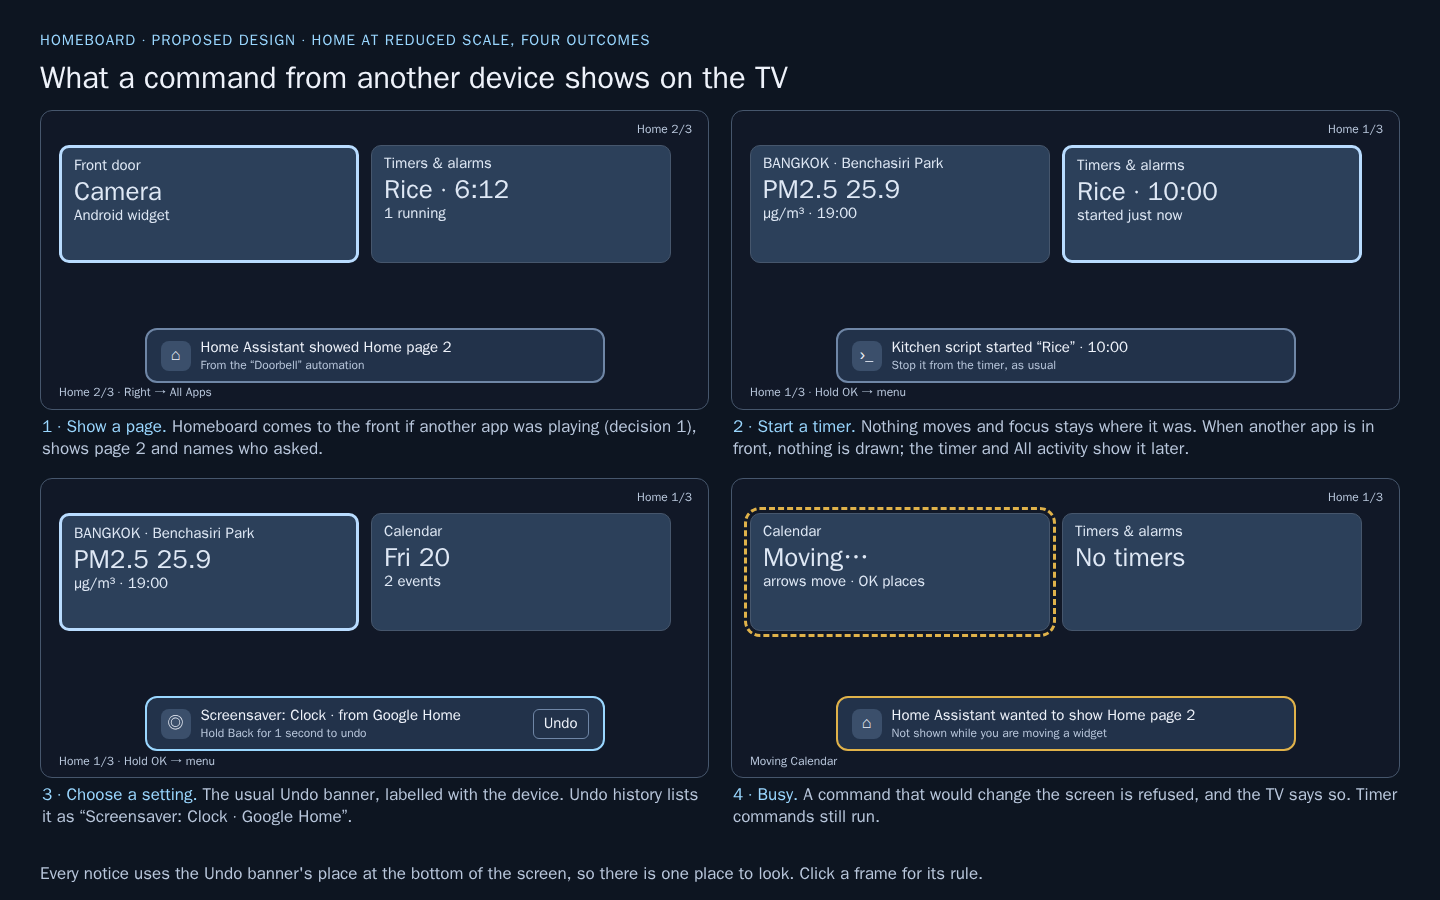 HOMEBOARD · PROPOSED DESIGN · HOME AT REDUCED SCALE, FOUR OUTCOMES
What a command from another device shows on the TV
Home 2/3
Front door
Camera
Android widget
Timers & alarms
Rice · 6:12
1 running
Home Assistant showed Home page 2
From the “Doorbell” automation
Home 2/3 · Right → All Apps
1 · Show a page. Homeboard comes to the front if another app was playing (decision 1),
shows page 2 and names who asked.
Home 1/3
BANGKOK · Benchasiri Park
PM2.5 25.9
µg/m³ · 19:00
Timers & alarms
Rice · 10:00
started just now
›_
Kitchen script started “Rice” · 10:00
Stop it from the timer, as usual
Home 1/3 · Hold OK → menu
2 · Start a timer. Nothing moves and focus stays where it was. When another app is in
front, nothing is drawn; the timer and All activity show it later.
Home 1/3
BANGKOK · Benchasiri Park
PM2.5 25.9
µg/m³ · 19:00
Calendar
Fri 20
2 events
Screensaver: Clock · from Google Home
Hold Back for 1 second to undo
Undo
Home 1/3 · Hold OK → menu
3 · Choose a setting. The usual Undo banner, labelled with the device. Undo history lists
it as “Screensaver: Clock · Google Home”.
Home 1/3
Calendar
Moving···
arrows move · OK places
Timers & alarms
No timers
Home Assistant wanted to show Home page 2
Not shown while you are moving a widget
Moving Calendar
4 · Busy. A command that would change the screen is refused, and the TV says so. Timer
commands still run.
Every notice uses the Undo banner's place at the bottom of the screen, so there is one place to look. Click a frame for its rule.